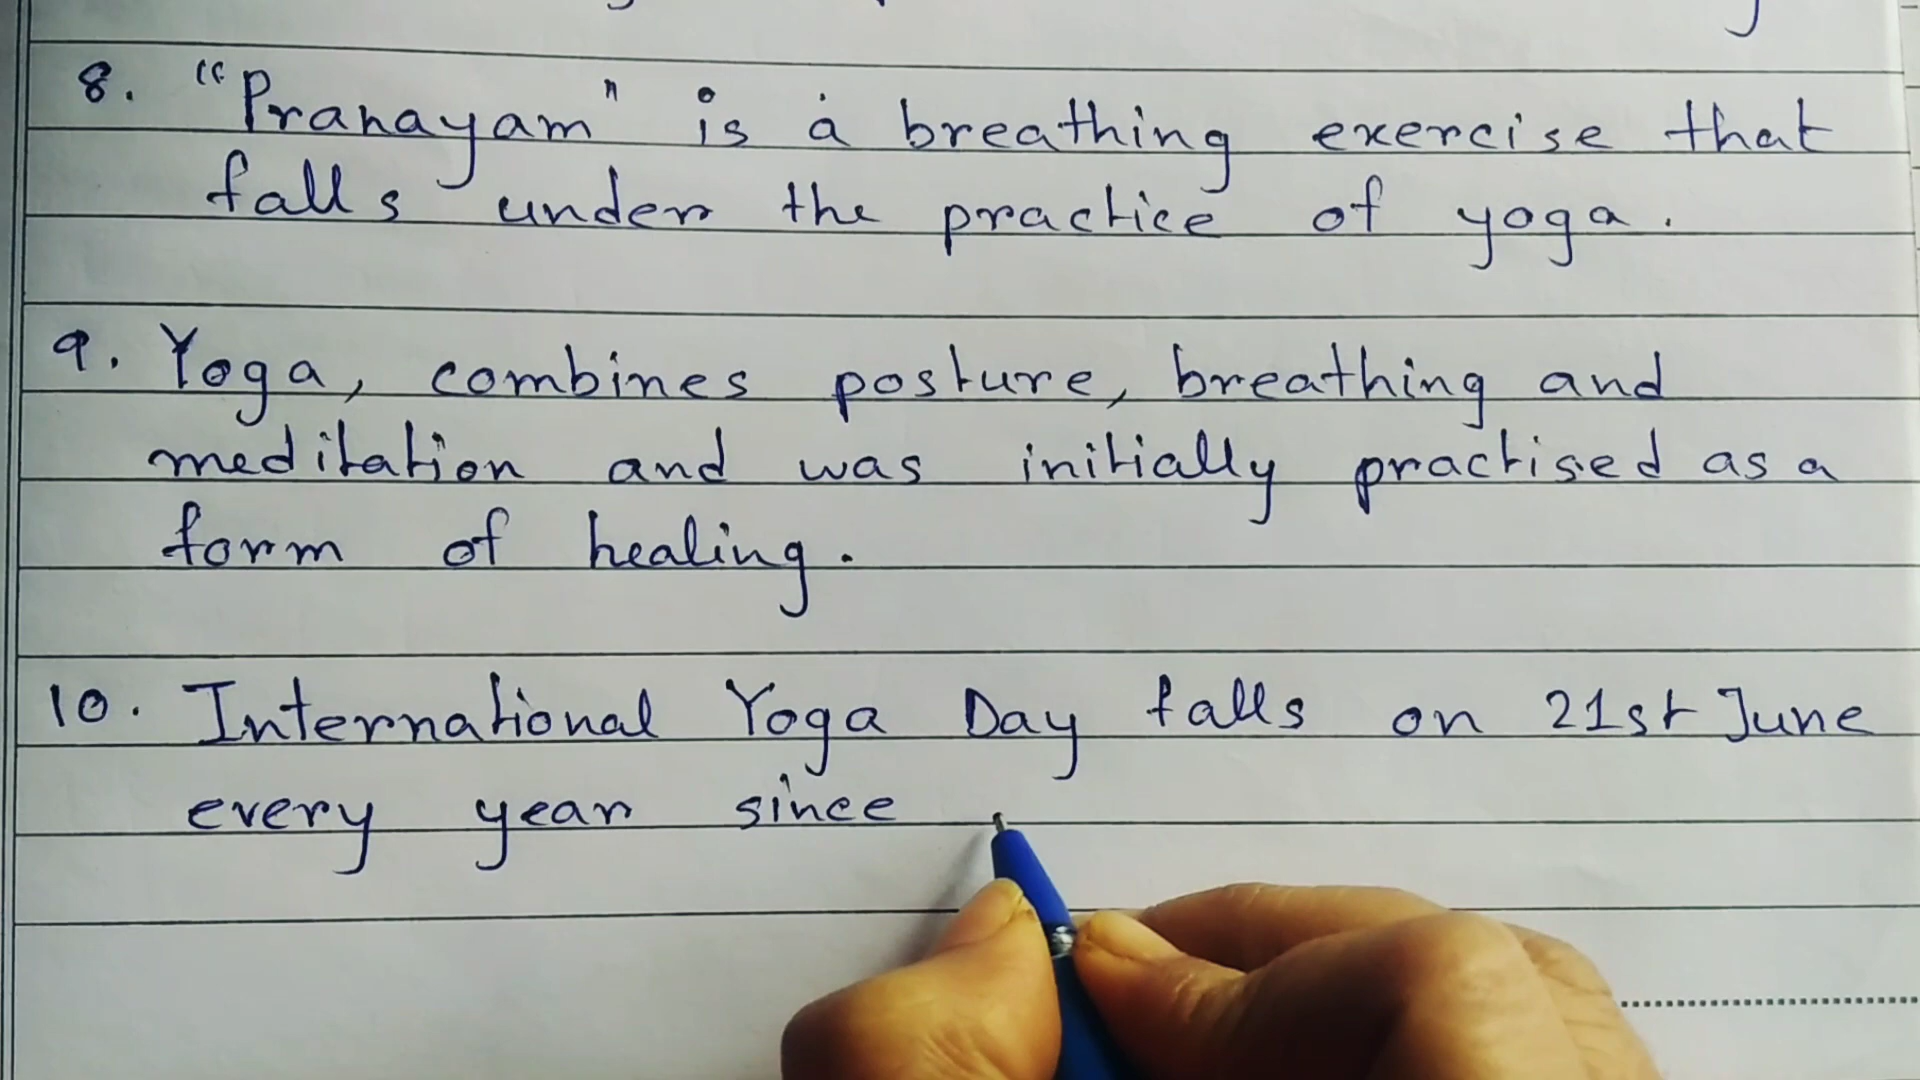 8. "Pranayam" is a breathing exercise that
falls under the practice of yoga.
9. Yoga, combines posture, breathing and
meditation and was initially practised as a
form of healing.
10. International Yoga Day falls on 21st June
every year since